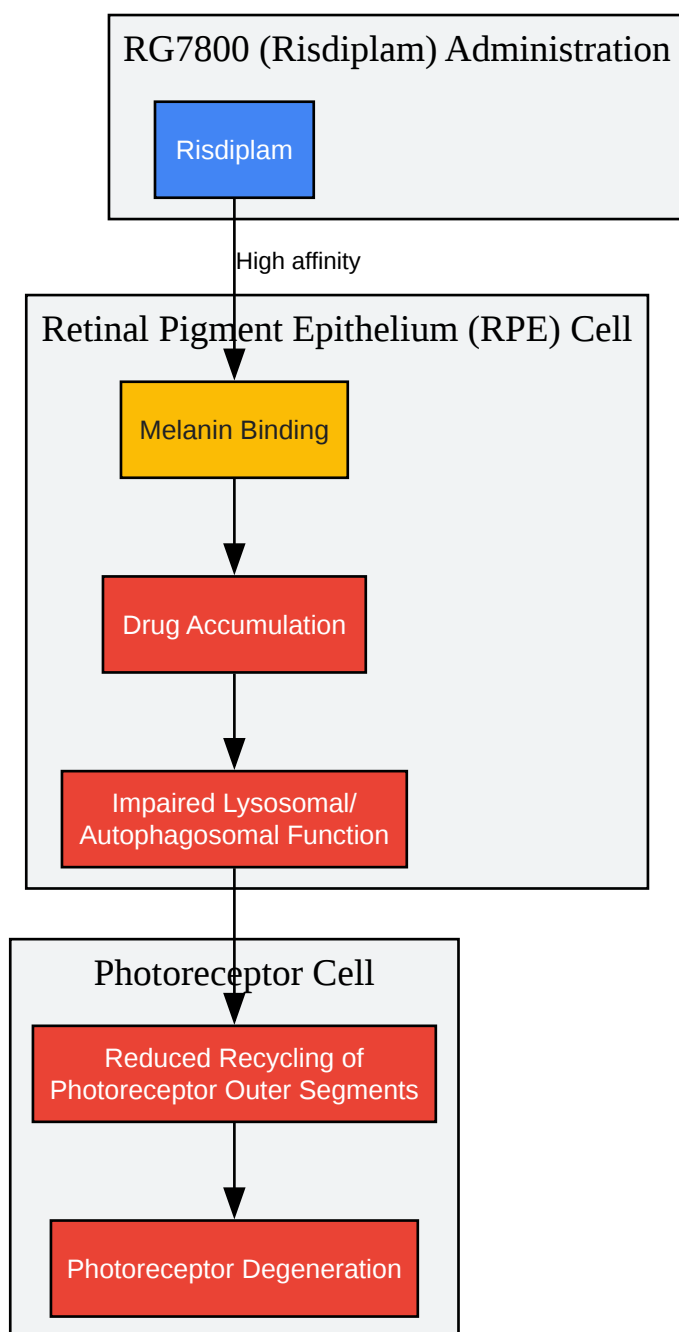 RG7800 (Risdiplam) Administration
Risdiplam
High affinity
Retinal Pigment Epithelium (RPE) Cell
Melanin Binding
Drug Accumulation
Impaired Lysosomal/
Autophagosomal Function
Photoreceptor Cell
Reduced Recycling of
Photoreceptor Outer Segments
Photoreceptor Degeneration